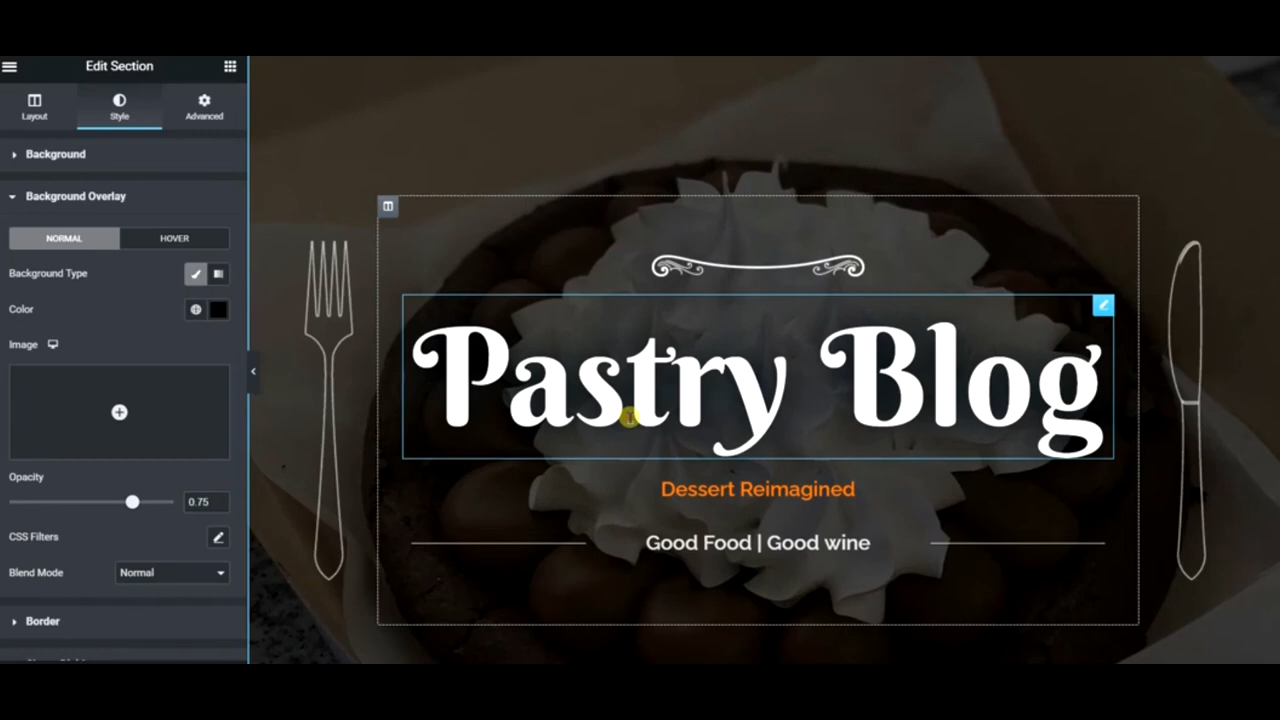 Edit Section
Layout
Style
Advanced
Background
Background Overlay
NORMAL
HOVER
Background Type
Color
Image
Opacity
0.75
CSS Filters
Blend Mode
Normal
Border
Pastry Blog
Dessert Reimagined
Good Food | Good wine